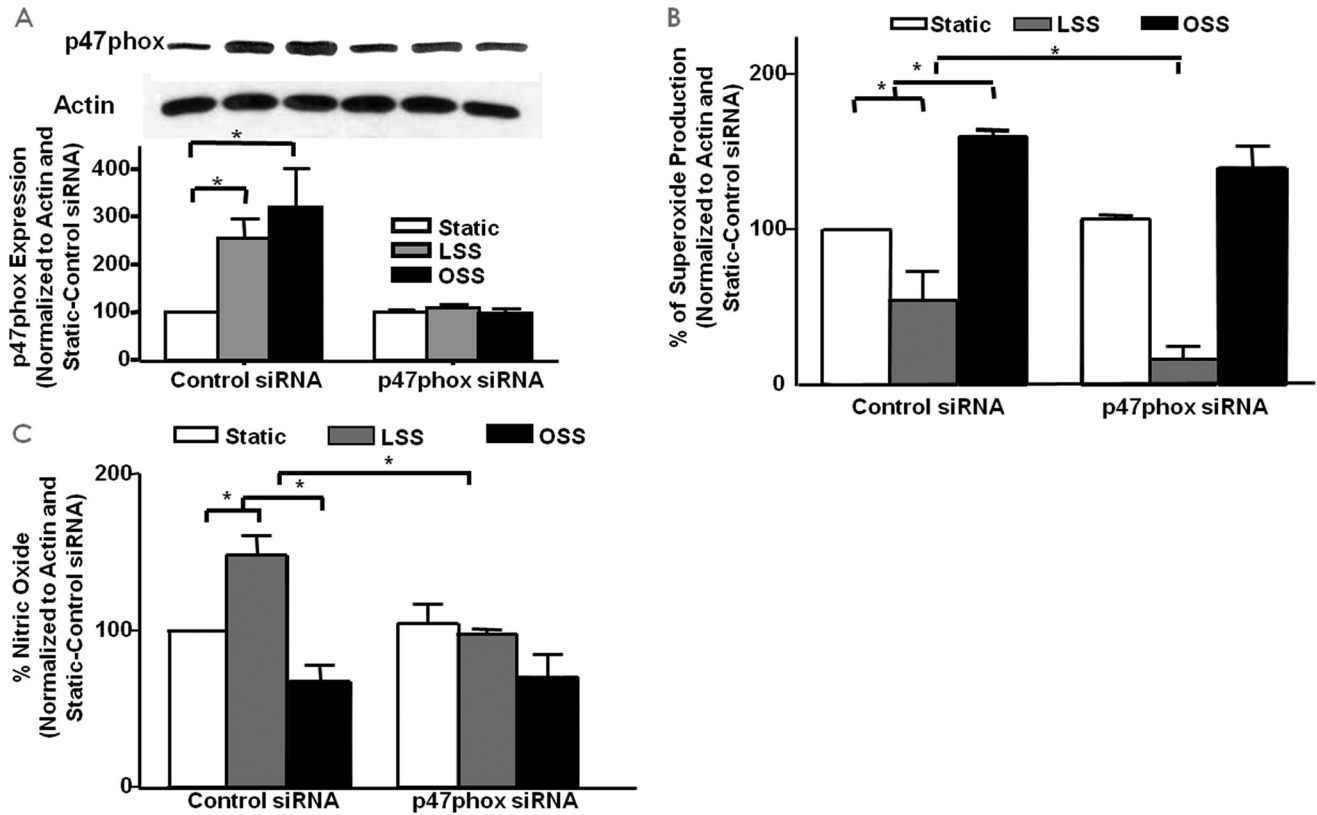 A
p47phox
Actin
*
*
p47phox Expression
(Normalized to Actin and
Static-Control siRNA)
400
300
200
100
0
Static
LSS
OSS
Control siRNA
p47phox siRNA
B
Static
LSS
OSS
*
*
*
% of Superoxide Production
(Normalized to Actin and
Static-Control siRNA)
200
100
0
Control siRNA
p47phox siRNA
C
Static
LSS
OSS
*
*
*
% Nitric Oxide
(Normalized to Actin and
Static-Control siRNA)
200
100
0
Control siRNA
p47phox siRNA